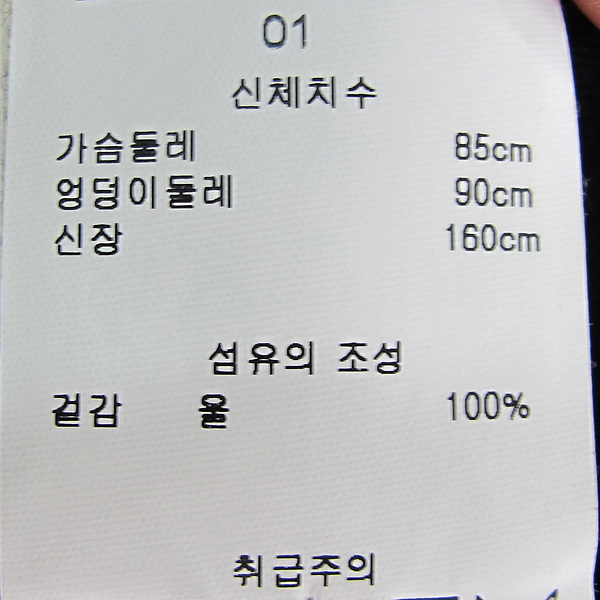 01
신체치수
가슴둘레 85cm
엉덩이둘레 90cm
신장 160cm
섬유의 조성
겉감 울 100%
취급주의